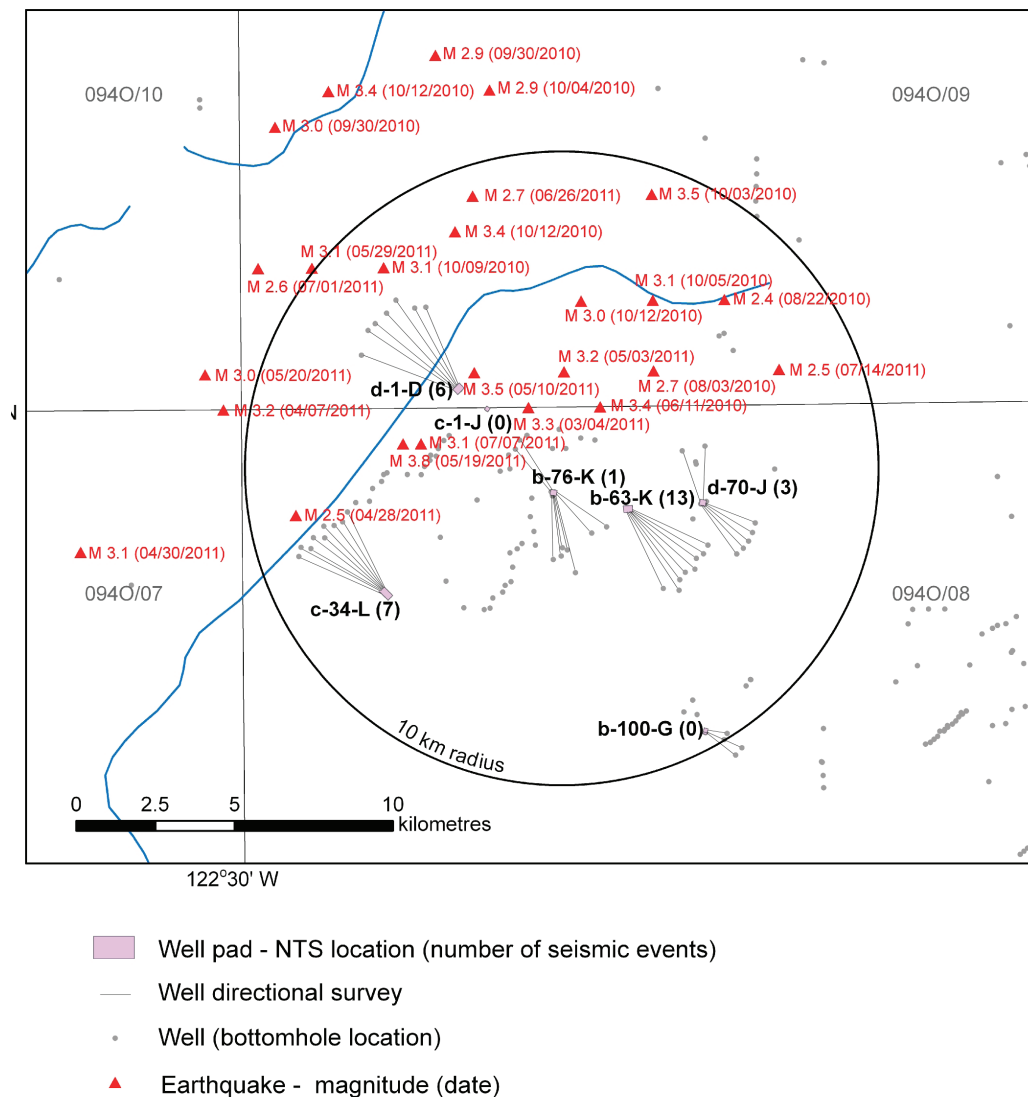 M 2.9 (09/30/2010)
094O/10
M 3.4 (10/12/2010)
M 2.9 (10/04/2010)
094O/09
M 3.0 (09/30/2010)
M 2.7 (06/26/2011)
M 3.5 (10/03/2010)
M 3.4 (10/12/2010)
M 3.1 (05/29/2011)
M 3.1 (10/09/2010)
M 2.6 (07/01/2011)
M 3.1 (10/05/2010)
M 2.4 (08/22/2010)
M 3.0 (10/12/2010)
M 3.2 (05/03/2011)
M 3.0 (05/20/2011)
d-1-D (6)
M 3.5 (05/10/2011)
M 2.7 (08/03/2010)
M 2.5 (07/14/2011)
M 3.2 (04/07/2011)
c-1-J (0)
M 3.3 (03/04/2011)
M 3.4 (06/11/2010)
M 3.1 (07/07/2011)
M 3.8 (05/19/2011)
b-76-K (1)
b-63-K (13)
d-70-J (3)
M 2.5 (04/28/2011)
M 3.1 (04/30/2011)
094O/07
c-34-L (7)
094O/08
b-100-G (0)
10 km radius
0 2.5 5 10
kilometres
122°30' W
Well pad - NTS location (number of seismic events)
Well directional survey
Well (bottomhole location)
Earthquake - magnitude (date)